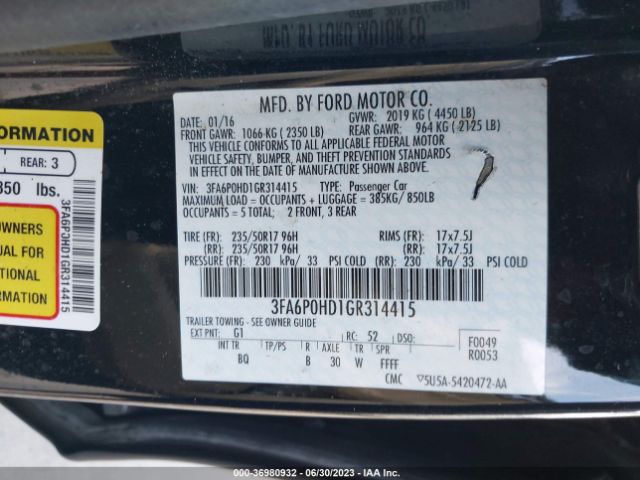 MFD. BY FORD MOTOR CO.
DATE: 01/16
GVWR: 2019 KG ( 4450 LB)
FRONT GAWR: 1066 KG ( 2350 LB)
REAR GAWR: 964 KG ( 2125 LB)
THIS VEHICLE CONFORMS TO ALL APPLICABLE FEDERAL MOTOR
VEHICLE SAFETY, BUMPER, AND THEFT PREVENTION STANDARDS
IN EFFECT ON THE DATE OF MANUFACTURE SHOWN ABOVE.
VIN: 3FA6P0HD1GR314415 TYPE: Passenger Car
MAXIMUM LOAD = OCCUPANTS + LUGGAGE = 385KG/ 850LB
OCCUPANTS = 5 TOTAL; 2 FRONT, 3 REAR
TIRE (FR): 235/50R17 96H RIMS (FR): 17x7.5J
(RR): 235/50R17 96H (RR): 17x7.5J
PRESSURE (FR): 230 kPa/ 33 PSI COLD (RR): 230 kPa/ 33 PSI COLD
3FA6P0HD1GR314415
TRAILER TOWING - SEE OWNER GUIDE
EXT PNT: G1 RC: 52 DSO:
F0049
R0053
INT TR TP/PS R AXLE TR SPR
BQ B 30 W FFFF
CMC 5U5A-5420472-AA
FORMATION
REAR: 3
350 lbs.
OWNERS
UAL FOR
TIONAL
RMATION
3FA6P0HD1GR314415
000-36980932 - 06/30/2023 - IAA Inc.